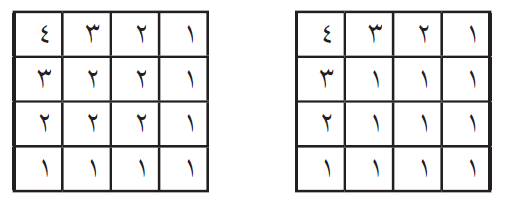 ٤ ٣ ٢ ١
٣ ٢ ٢ ١
٢ ٢ ٢ ١
١ ١ ١ ١
٤ ٣ ٢ ١
٣ ١ ١ ١
٢ ١ ١ ١
١ ١ ١ ١